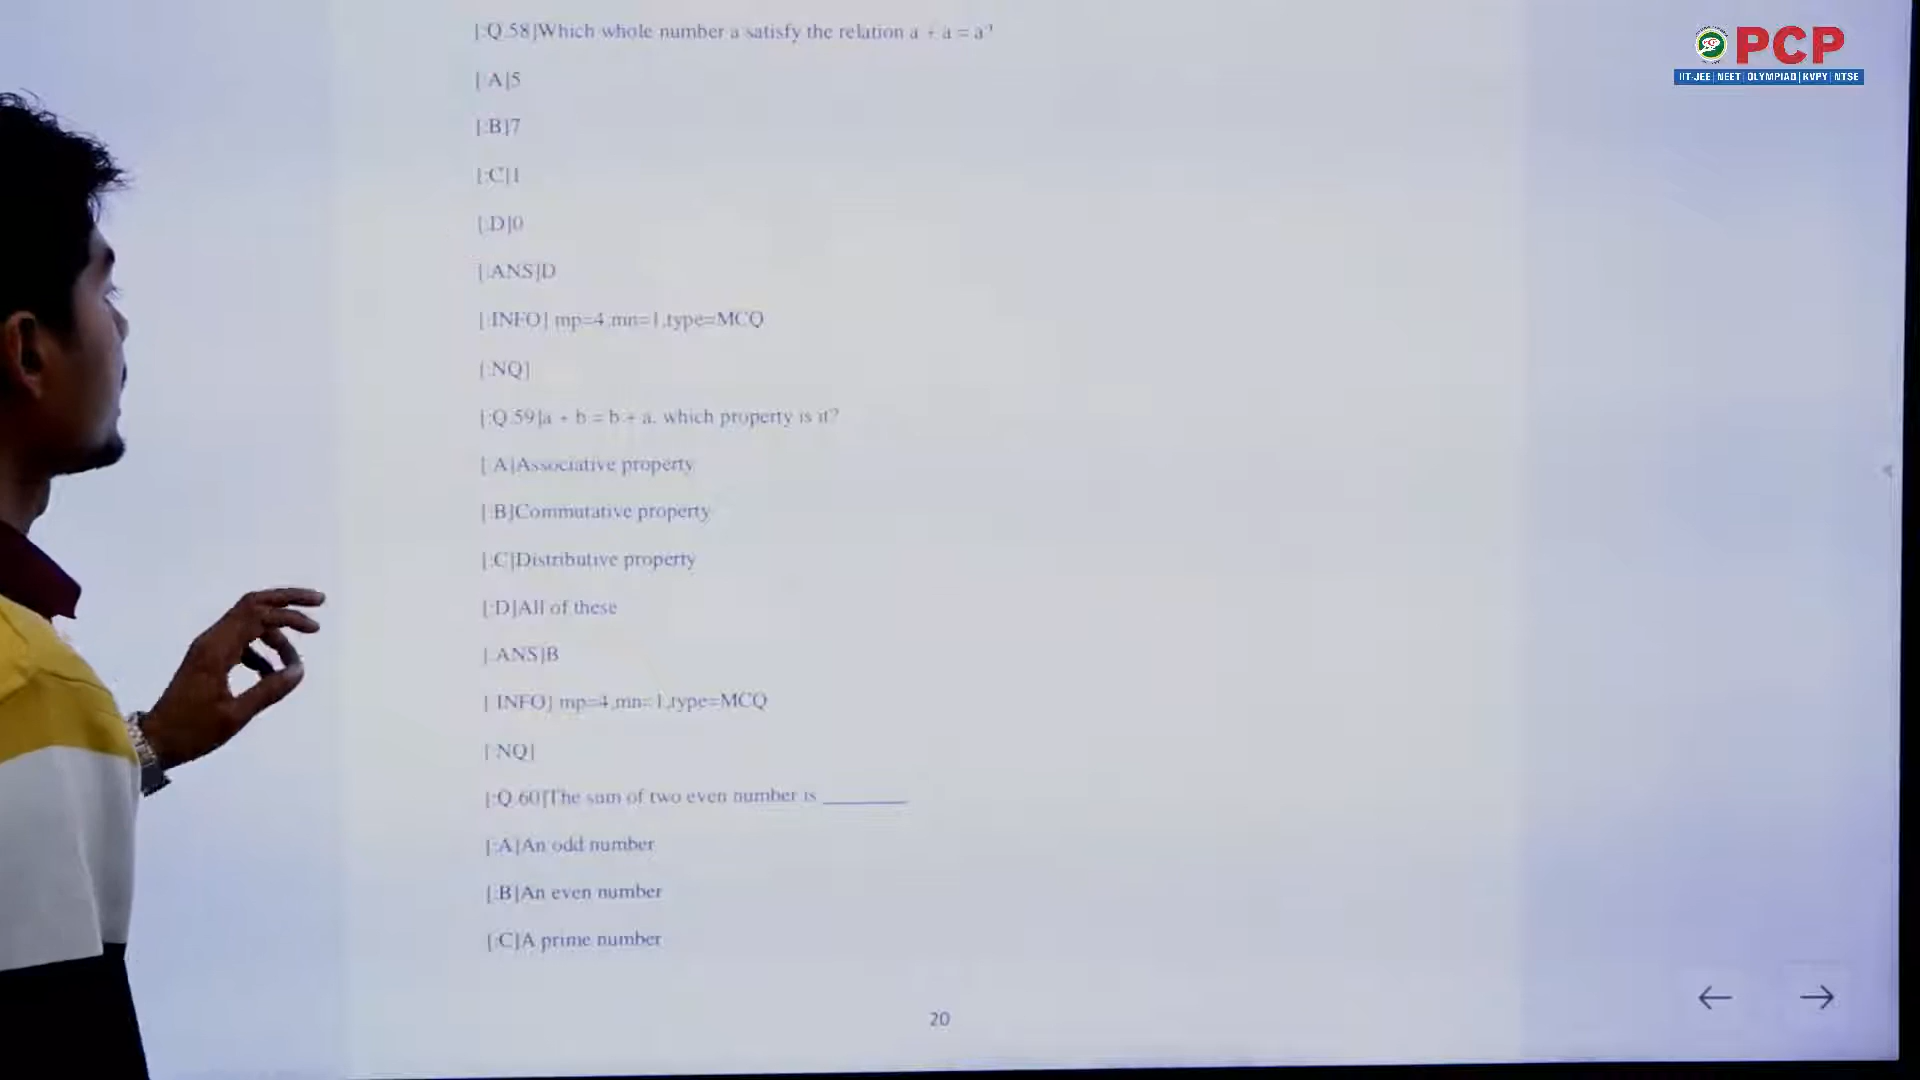 [:Q.58]Which whole number a satisfy the relation a + a = a
PCP
IIT-JEE | NEET | OLYMPIAD | KVPY | NTSE
[:A]5
[:B]7
[:C]1
[:D]0
[:ANS]D
[:INFO] mp=4,mn=1,type=MCQ
[:NQ]
[:Q.59]a + b = b + a, which property is it?
[:A]Associative property
[:B]Commutative property
[:C]Distributive property
[:D]All of these
[:ANS]B
[:INFO] mp=4,mn=1,type=MCQ
[:NQ]
[:Q.60]The sum of two even number is ________
[:A]An odd number
[:B]An even number
[:C]A prime number
20